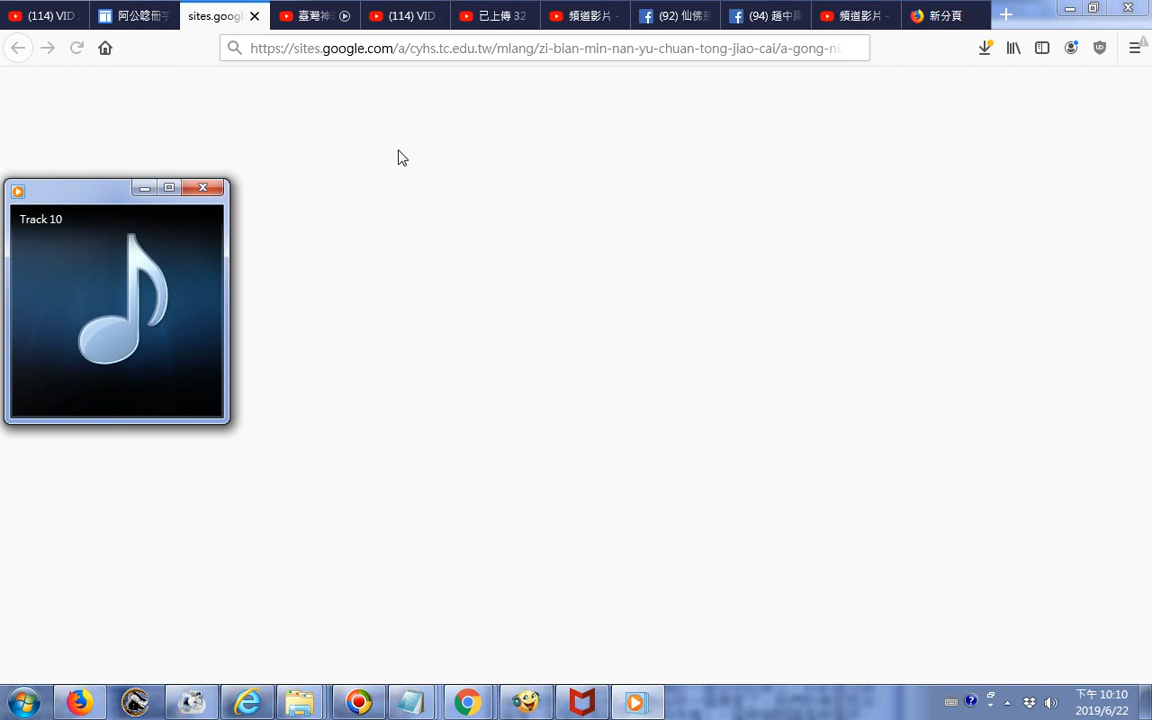 (114) VID
阿公唸冊
sites.googl
臺灣神
(114) VID
已上傳 32
頻道影片 -
(92) 仙佛
(94) 趙中
頻道影片 -
新分頁
https://sites.google.com/a/cyhs.tc.edu.tw/mlang/zi-bian-min-nan-yu-chuan-tong-jiao-cai/a-gong-ni
Track 10
下午 10:10
2019/6/22